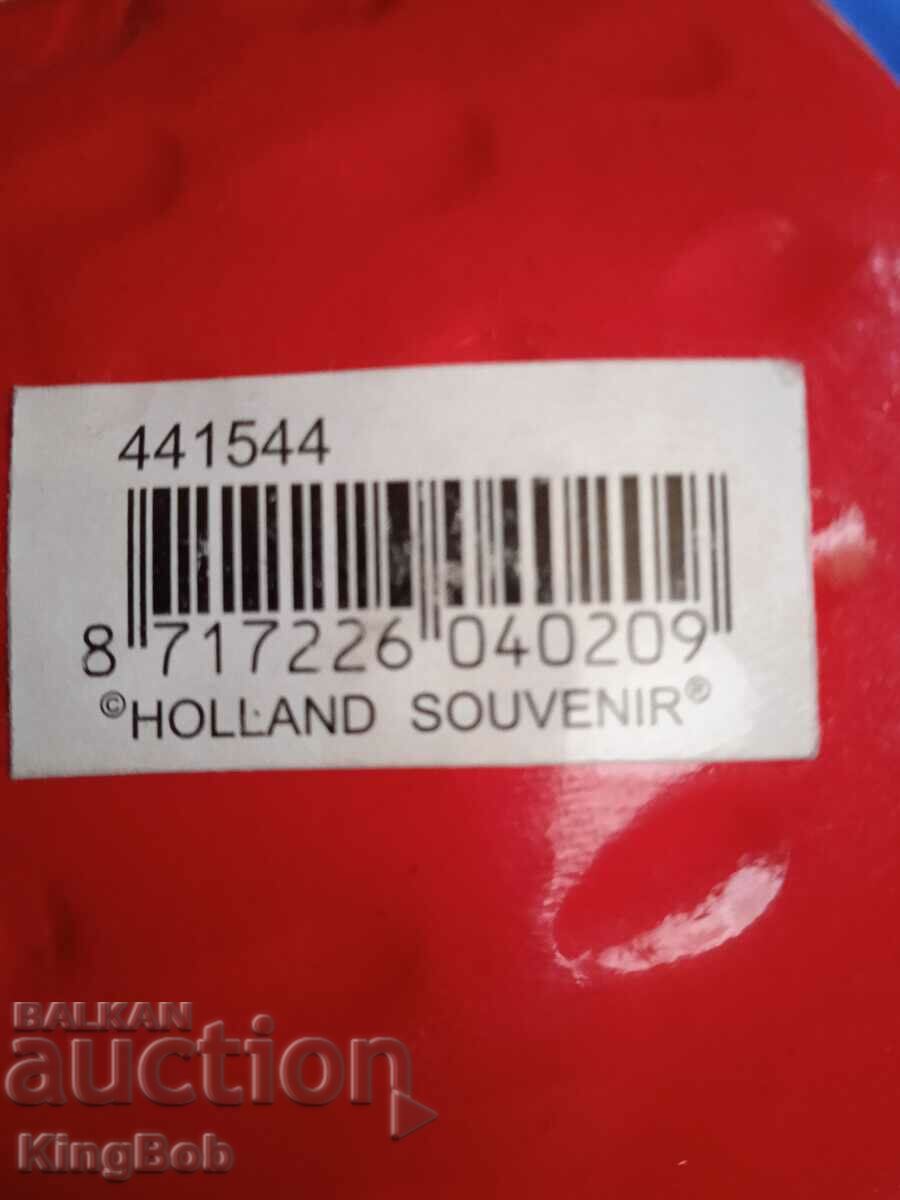 441544
8 717226 040209
©HOLLAND SOUVENIR®
BALKAN
auction
KingBob